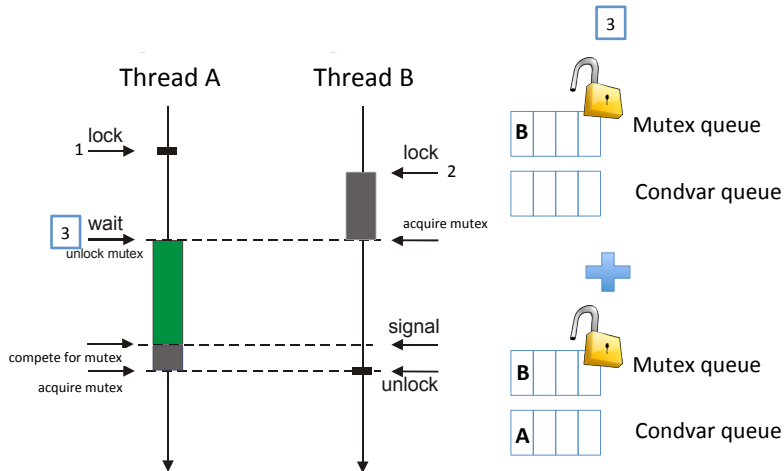 3
Thread A
Thread B
1 lock
lock 2
3 wait
unlock mutex
acquire mutex
signal
compete for mutex
acquire mutex
unlock
B Mutex queue
Condvar queue
B Mutex queue
A Condvar queue